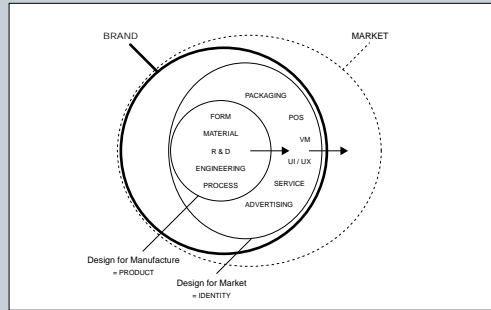 BRAND
MARKET
PACKAGING
FORM
POS
MATERIAL
VM
R & D
UI / UX
ENGINEERING
PROCESS
SERVICE
ADVERTISING
Design for Manufacture
= PRODUCT
Design for Market
= IDENTITY